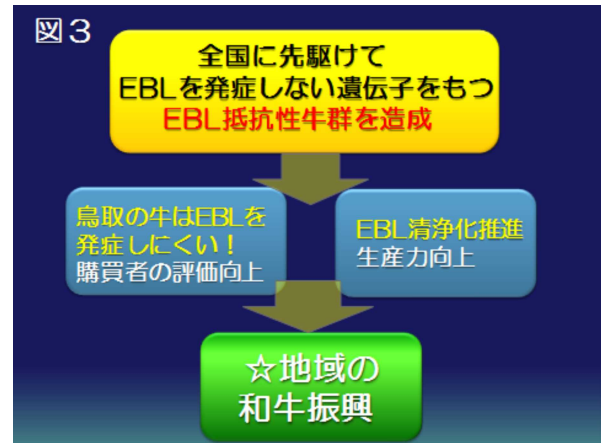 図3
全国に先駆けて
EBLを発症しない遺伝子をもつ
EBL抵抗性牛群を造成
鳥取の牛はEBLを
発症しにくい！
購買者の評価向上
EBL清浄化推進
生産力向上
☆地域の
和牛振興